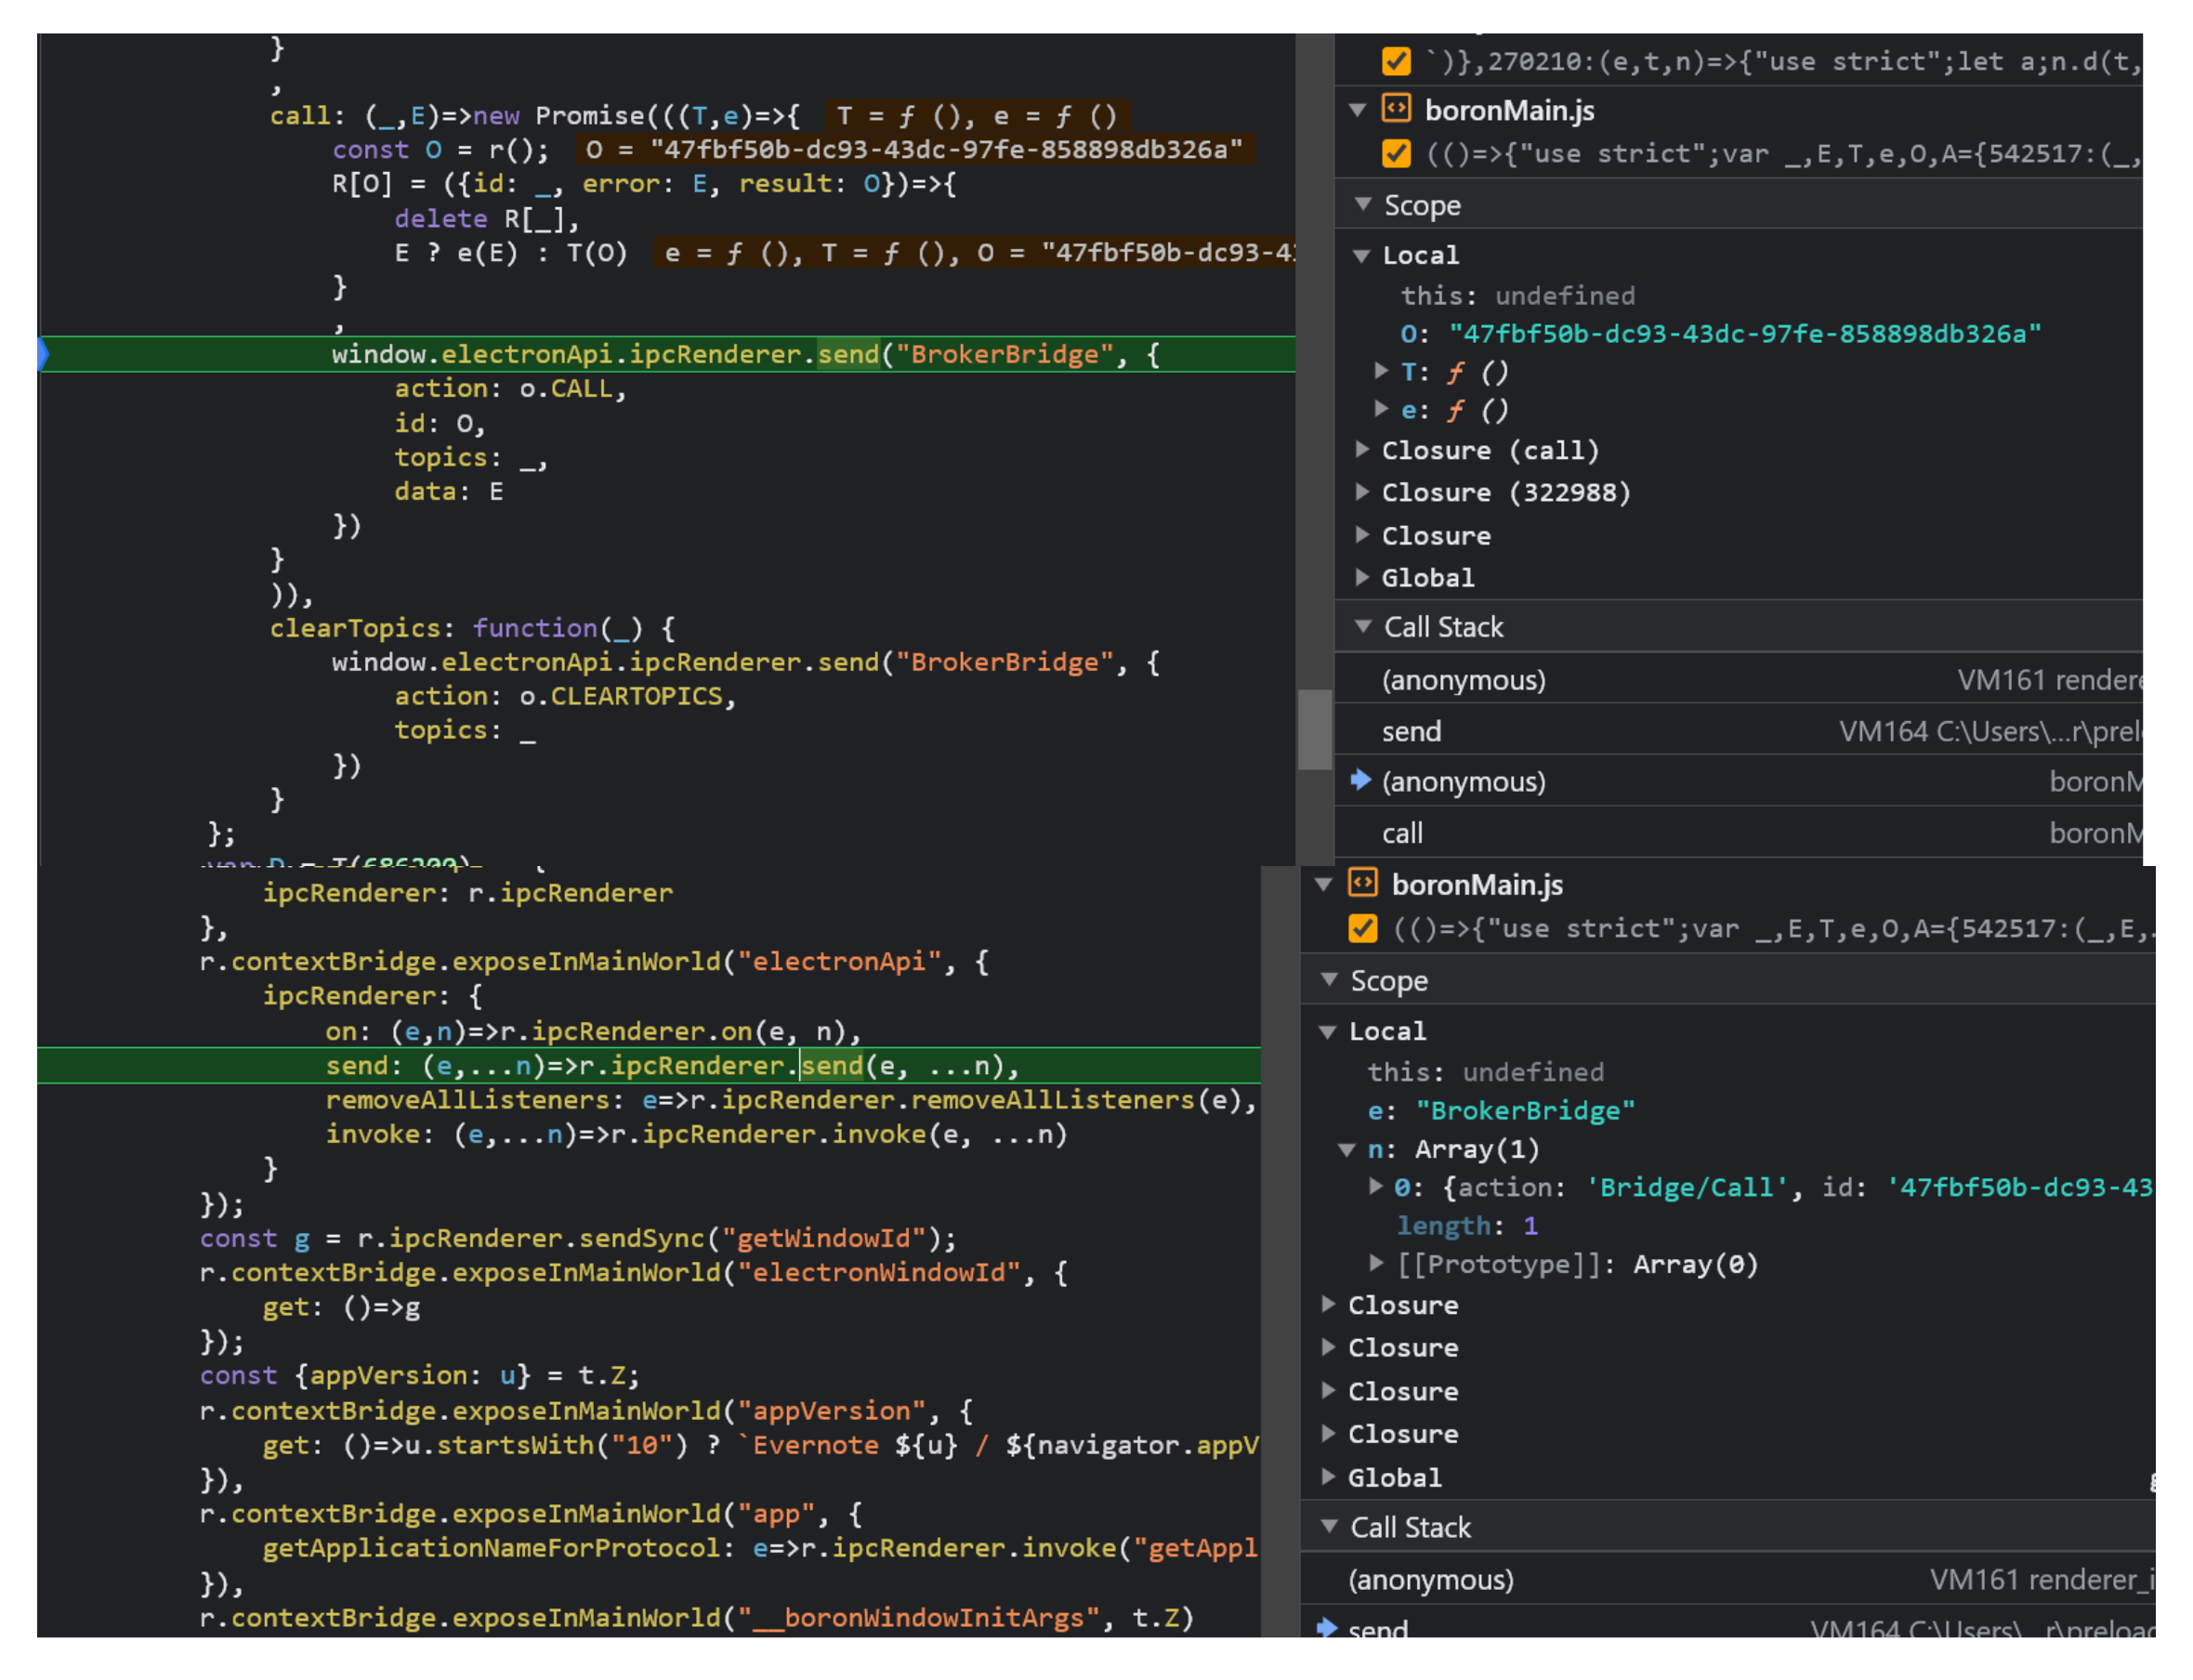 }
,
call: (_,E)=>new Promise(((T,e)=>{ T = ƒ (), e = ƒ ()
const O = r(); O = "47fbf50b-dc93-43dc-97fe-858898db326a"
R[O] = ({id: _, error: E, result: O})=>{
delete R[_],
E ? e(E) : T(O) e = ƒ (), T = ƒ (), O = "47fbf50b-dc93-4
}
,
window.electronApi.ipcRenderer.send("BrokerBridge", {
action: o.CALL,
id: O,
topics: _,
data: E
})
}
)),
clearTopics: function(_) {
window.electronApi.ipcRenderer.send("BrokerBridge", {
action: o.CLEARTOPICS,
topics: _
})
}
};
`)},270210:(e,t,n)=>{"use strict";let a;n.d(t,
boronMain.js
(()=>{"use strict";var _,E,T,e,O,A={542517:(_,
Scope
Local
this: undefined
O: "47fbf50b-dc93-43dc-97fe-858898db326a"
T: ƒ ()
e: ƒ ()
Closure (call)
Closure (322988)
Closure
Global
Call Stack
(anonymous) VM161 rendere
send VM164 C:\Users\...r\prel
(anonymous) boronM
call boronM
ipcRenderer: r.ipcRenderer
},
r.contextBridge.exposeInMainWorld("electronApi", {
ipcRenderer: {
on: (e,n)=>r.ipcRenderer.on(e, n),
send: (e,...n)=>r.ipcRenderer.send(e, ...n),
removeAllListeners: e=>r.ipcRenderer.removeAllListeners(e),
invoke: (e,...n)=>r.ipcRenderer.invoke(e, ...n)
}
});
const g = r.ipcRenderer.sendSync("getWindowId");
r.contextBridge.exposeInMainWorld("electronWindowId", {
get: ()=>g
});
const {appVersion: u} = t.Z;
r.contextBridge.exposeInMainWorld("appVersion", {
get: ()=>u.startsWith("10") ? `Evernote ${u} / ${navigator.appV
}),
r.contextBridge.exposeInMainWorld("app", {
getApplicationNameForProtocol: e=>r.ipcRenderer.invoke("getAppl
}),
r.contextBridge.exposeInMainWorld("__boronWindowInitArgs", t.Z)
boronMain.js
(()=>{"use strict";var _,E,T,e,O,A={542517:(_,E,.
Scope
Local
this: undefined
e: "BrokerBridge"
n: Array(1)
0: {action: 'Bridge/Call', id: '47fbf50b-dc93-43
length: 1
[[Prototype]]: Array(0)
Closure
Closure
Closure
Closure
Global
Call Stack
(anonymous) VM161 renderer_i
send VM164 C:\Users\...r\preloa